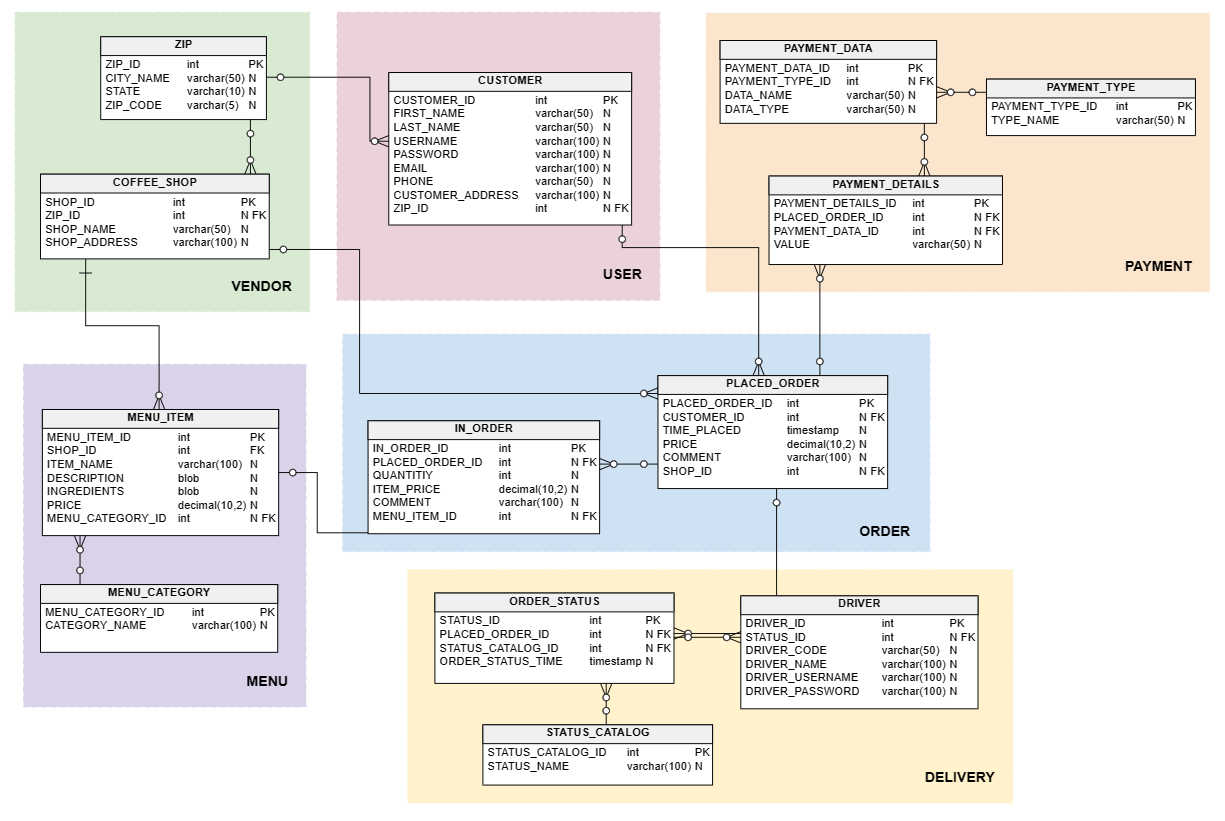 ZIP
ZIP_ID int PK
CITY_NAME varchar(50) N
STATE varchar(10) N
ZIP_CODE varchar(5) N
COFFEE_SHOP
SHOP_ID int PK
ZIP_ID int N FK
SHOP_NAME varchar(50) N
SHOP_ADDRESS varchar(100) N
VENDOR
CUSTOMER
CUSTOMER_ID int PK
FIRST_NAME varchar(50) N
LAST_NAME varchar(50) N
USERNAME varchar(100) N
PASSWORD varchar(100) N
EMAIL varchar(100) N
PHONE varchar(50) N
CUSTOMER_ADDRESS varchar(100) N
ZIP_ID int N FK
USER
PAYMENT_DATA
PAYMENT_DATA_ID int PK
PAYMENT_TYPE_ID int N FK
DATA_NAME varchar(50) N
DATA_TYPE varchar(50) N
PAYMENT_TYPE
PAYMENT_TYPE_ID int PK
TYPE_NAME varchar(50) N
PAYMENT_DETAILS
PAYMENT_DETAILS_ID int PK
PLACED_ORDER_ID int N FK
PAYMENT_DATA_ID int N FK
VALUE varchar(50) N
PAYMENT
MENU_ITEM
MENU_ITEM_ID int PK
SHOP_ID int FK
ITEM_NAME varchar(100) N
DESCRIPTION blob N
INGREDIENTS blob N
PRICE decimal(10,2) N
MENU_CATEGORY_ID int N FK
MENU_CATEGORY
MENU_CATEGORY_ID int PK
CATEGORY_NAME varchar(100) N
MENU
PLACED_ORDER
PLACED_ORDER_ID int PK
CUSTOMER_ID int N FK
TIME_PLACED timestamp N
PRICE decimal(10,2) N
COMMENT varchar(100) N
SHOP_ID int N FK
IN_ORDER
IN_ORDER_ID int PK
PLACED_ORDER_ID int N FK
QUANTITIY int N
ITEM_PRICE decimal(10,2) N
COMMENT varchar(100) N
MENU_ITEM_ID int N FK
ORDER
ORDER_STATUS
STATUS_ID int PK
PLACED_ORDER_ID int N FK
STATUS_CATALOG_ID int N FK
ORDER_STATUS_TIME timestamp N
DRIVER
DRIVER_ID int PK
STATUS_ID int N FK
DRIVER_CODE varchar(50) N
DRIVER_NAME varchar(100) N
DRIVER_USERNAME varchar(100) N
DRIVER_PASSWORD varchar(100) N
STATUS_CATALOG
STATUS_CATALOG_ID int PK
STATUS_NAME varchar(100) N
DELIVERY